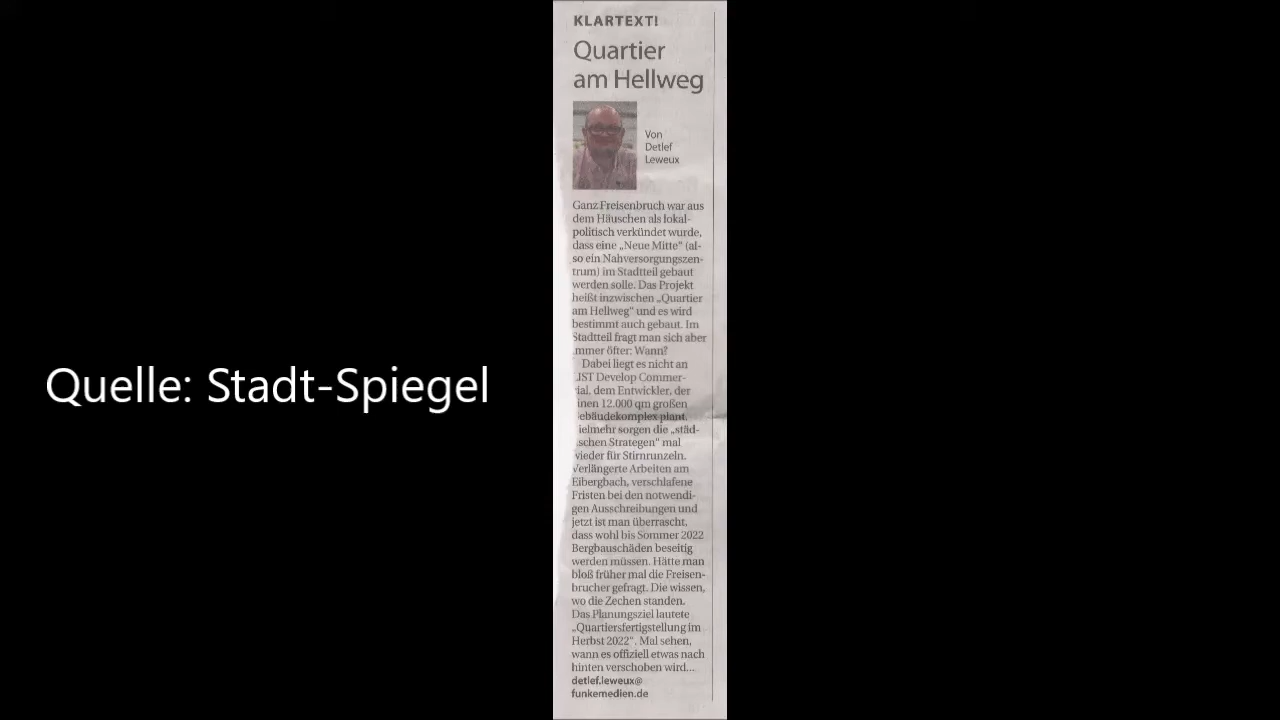 KLARTEXT!
Quartier
am Hellweg
Von
Detlef
Leweux
Ganz Freisenbruch war aus
dem Häuschen als lokal-
politisch verkündet wurde,
dass eine „Neue Mitte" (al-
so ein Nahversorgungszen-
trum) im Stadtteil gebaut
werden solle. Das Projekt
heißt inzwischen „Quartier
am Hellweg" und es wird
bestimmt auch gebaut. Im
Stadtteil fragt man sich aber
immer öfter: Wann?
Dabei liegt es nicht an
LIST Develop Commer-
ial, dem Entwickler, der
inen 12.000 qm großen
ebäudekomplex plant.
ielmehr sorgen die „städ-
ischen Strategen" mal
wieder für Stirnrunzeln.
Verlängerte Arbeiten am
Eibergbach, verschlafene
Fristen bei den notwendi-
gen Ausschreibungen und
jetzt ist man überrascht,
dass wohl bis Sommer 2022
Bergbauschäden beseitig
werden müssen. Hätte man
bloß früher mal die Freisen-
brucher gefragt. Die wissen,
wo die Zechen standen.
Das Planungsziel lautete
„Quartiersfertigstellung im
Herbst 2022". Mal sehen,
wann es offiziell etwas nach
hinten verschoben wird...
detlef.leweux@
funkemedien.de
Quelle: Stadt-Spiegel